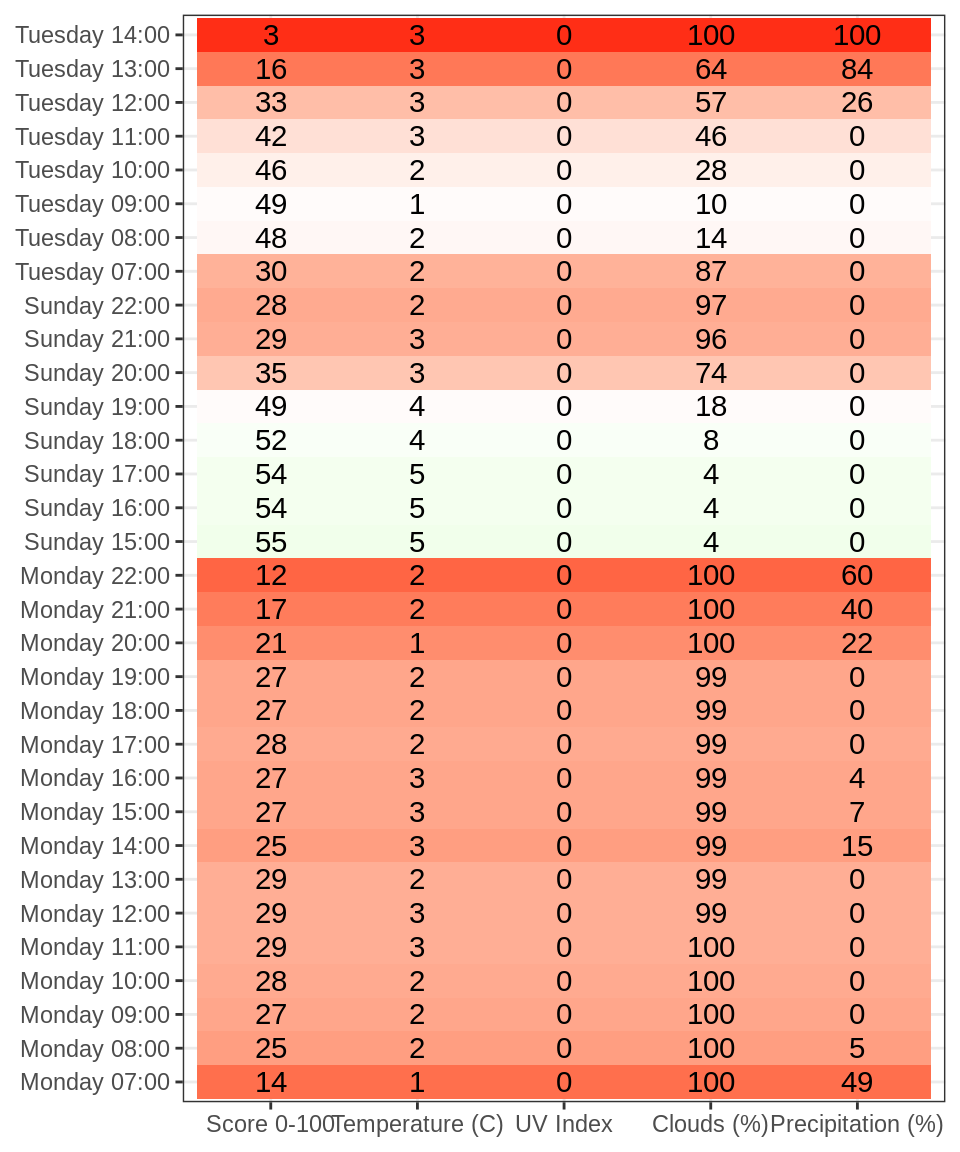 Tuesday 14:00 3 3 0 100 100
Tuesday 13:00 16 3 0 64 84
Tuesday 12:00 33 3 0 57 26
Tuesday 11:00 42 3 0 46 0
Tuesday 10:00 46 2 0 28 0
Tuesday 09:00 49 1 0 10 0
Tuesday 08:00 48 2 0 14 0
Tuesday 07:00 30 2 0 87 0
Sunday 22:00 28 2 0 97 0
Sunday 21:00 29 3 0 96 0
Sunday 20:00 35 3 0 74 0
Sunday 19:00 49 4 0 18 0
Sunday 18:00 52 4 0 8 0
Sunday 17:00 54 5 0 4 0
Sunday 16:00 54 5 0 4 0
Sunday 15:00 55 5 0 4 0
Monday 22:00 12 2 0 100 60
Monday 21:00 17 2 0 100 40
Monday 20:00 21 1 0 100 22
Monday 19:00 27 2 0 99 0
Monday 18:00 27 2 0 99 0
Monday 17:00 28 2 0 99 0
Monday 16:00 27 3 0 99 4
Monday 15:00 27 3 0 99 7
Monday 14:00 25 3 0 99 15
Monday 13:00 29 2 0 99 0
Monday 12:00 29 3 0 99 0
Monday 11:00 29 3 0 100 0
Monday 10:00 28 2 0 100 0
Monday 09:00 27 2 0 100 0
Monday 08:00 25 2 0 100 5
Monday 07:00 14 1 0 100 49
Score 0-100 Temperature (C) UV Index Clouds (%) Precipitation (%)